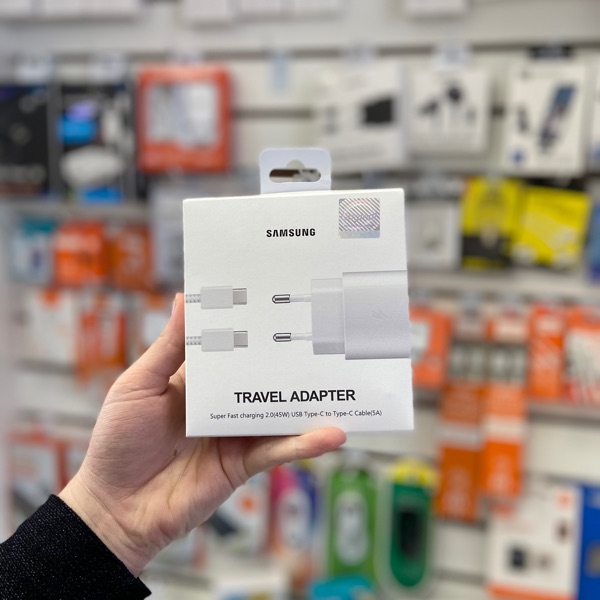 SAMSUNG
TRAVEL ADAPTER
Super Fast charging 2.0(45W) USB Type-C to Type-C Cable(5A)